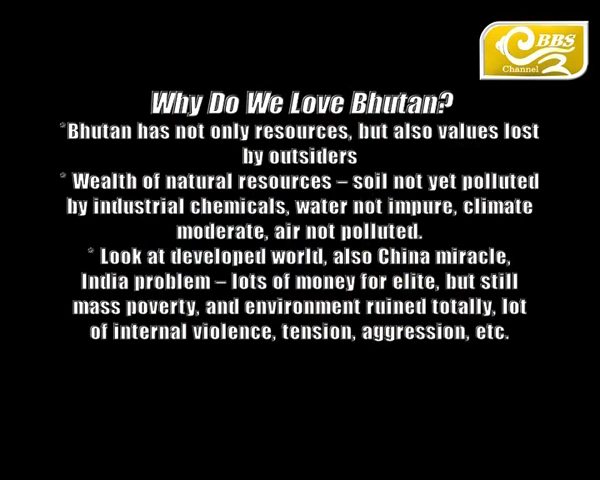 BBS
Channel 2
Why Do We Love Bhutan?
*Bhutan has not only resources, but also values lost
by outsiders
* Wealth of natural resources – soil not yet polluted
by industrial chemicals, water not impure, climate
moderate, air not polluted.
* Look at developed world, also China miracle,
India problem – lots of money for elite, but still
mass poverty, and environment ruined totally, lot
of internal violence, tension, aggression, etc.